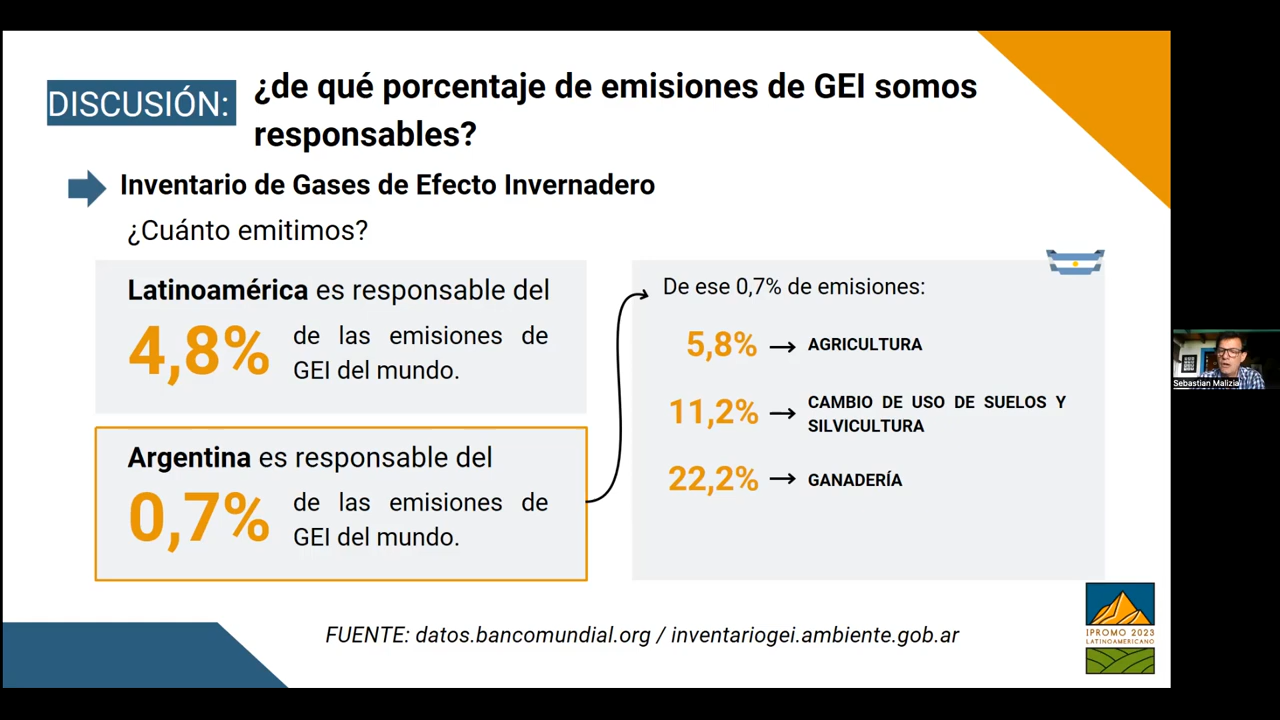 DISCUSIÓN:
¿de qué porcentaje de emisiones de GEI somos
responsables?
Inventario de Gases de Efecto Invernadero
¿Cuánto emitimos?
Latinoamérica es responsable del
4,8%
de las emisiones de
GEI del mundo.
Argentina es responsable del
0,7%
de las emisiones de
GEI del mundo.
De ese 0,7% de emisiones:
5,8% → AGRICULTURA
11,2% → CAMBIO DE USO DE SUELOS Y
SILVICULTURA
22,2% → GANADERÍA
FUENTE: datos.bancomundial.org / inventariogei.ambiente.gob.ar
IPROMO 2023
LATINOAMERICANO
Sebastian Malizia